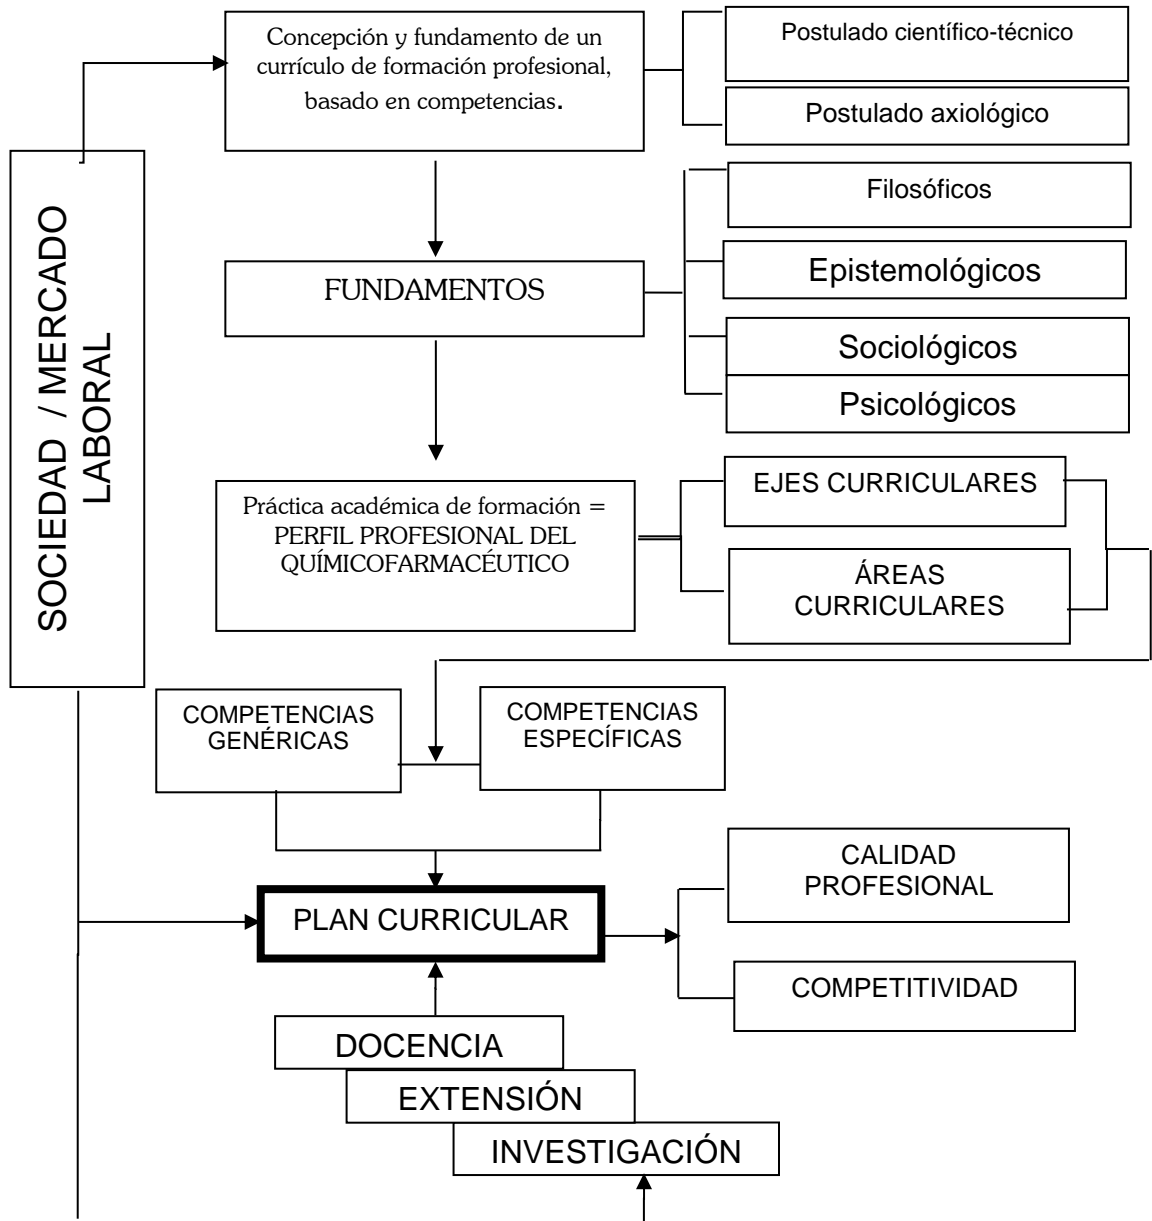 Concepción y fundamento de un
currículo de formación profesional,
basado en competencias.
Postulado científico-técnico
Postulado axiológico
SOCIEDAD / MERCADO
LABORAL
FUNDAMENTOS
Filosóficos
Epistemológicos
Sociológicos
Psicológicos
Práctica académica de formación =
PERFIL PROFESIONAL DEL
QUÍMICOFARMACÉUTICO
EJES CURRICULARES
ÁREAS
CURRICULARES
COMPETENCIAS
GENÉRICAS
COMPETENCIAS
ESPECÍFICAS
PLAN CURRICULAR
CALIDAD
PROFESIONAL
COMPETITIVIDAD
DOCENCIA
EXTENSIÓN
INVESTIGACIÓN